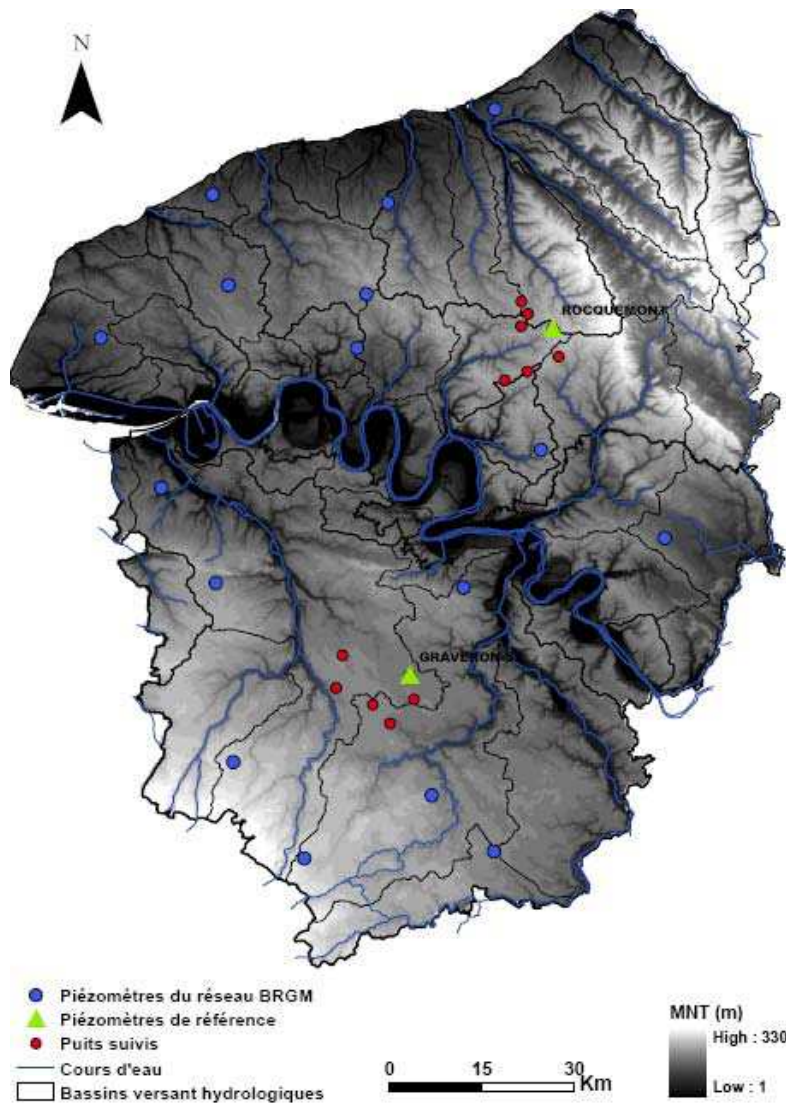 N
ROCQUEMONT
GRAVERON-S
Piézomètres du réseau BRGM
Piézomètres de référence
Puits suivis
Cours d'eau
Bassins versant hydrologiques
0 15 30
Km
MNT (m)
High : 330
Low : 1